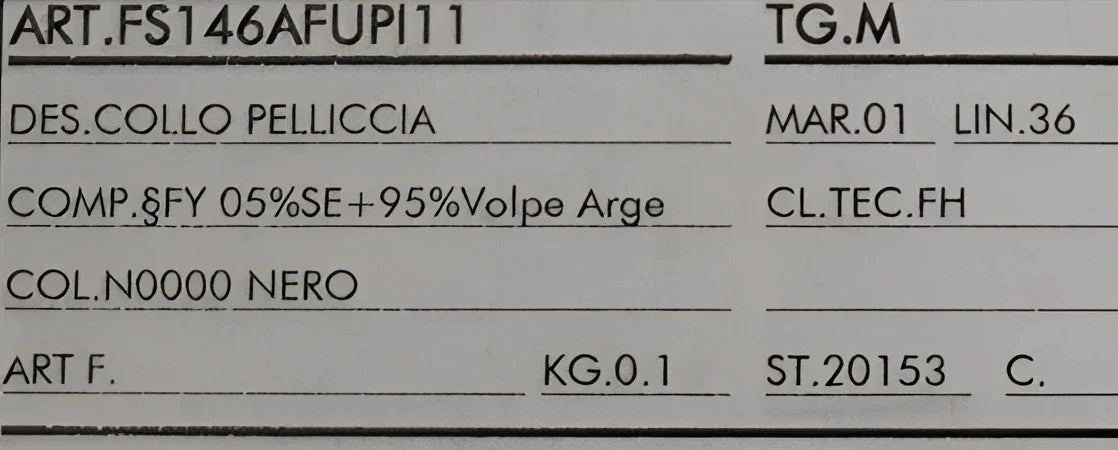 ART.FS146AFUPI11 TG.M
DES.COLLO PELLICCIA MAR.01 LIN.36
COMP.§FY 05%SE+95%Volpe Arge CL.TEC.FH
COL.N0000 NERO
ART F. KG.0.1 ST.20153 C.